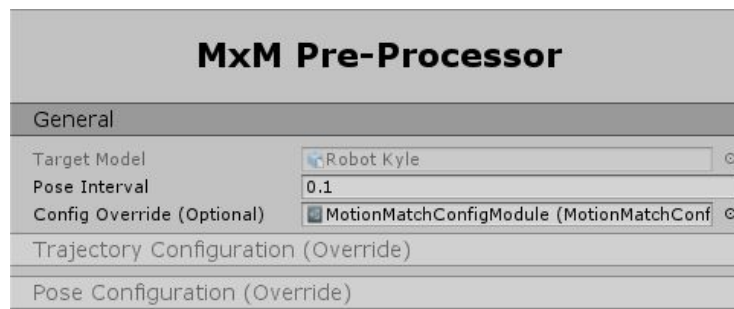 MxM Pre-Processor
General
Target Model Robot Kyle
Pose Interval 0.1
Config Override (Optional) MotionMatchConfigModule (MotionMatchConf
Trajectory Configuration (Override)
Pose Configuration (Override)